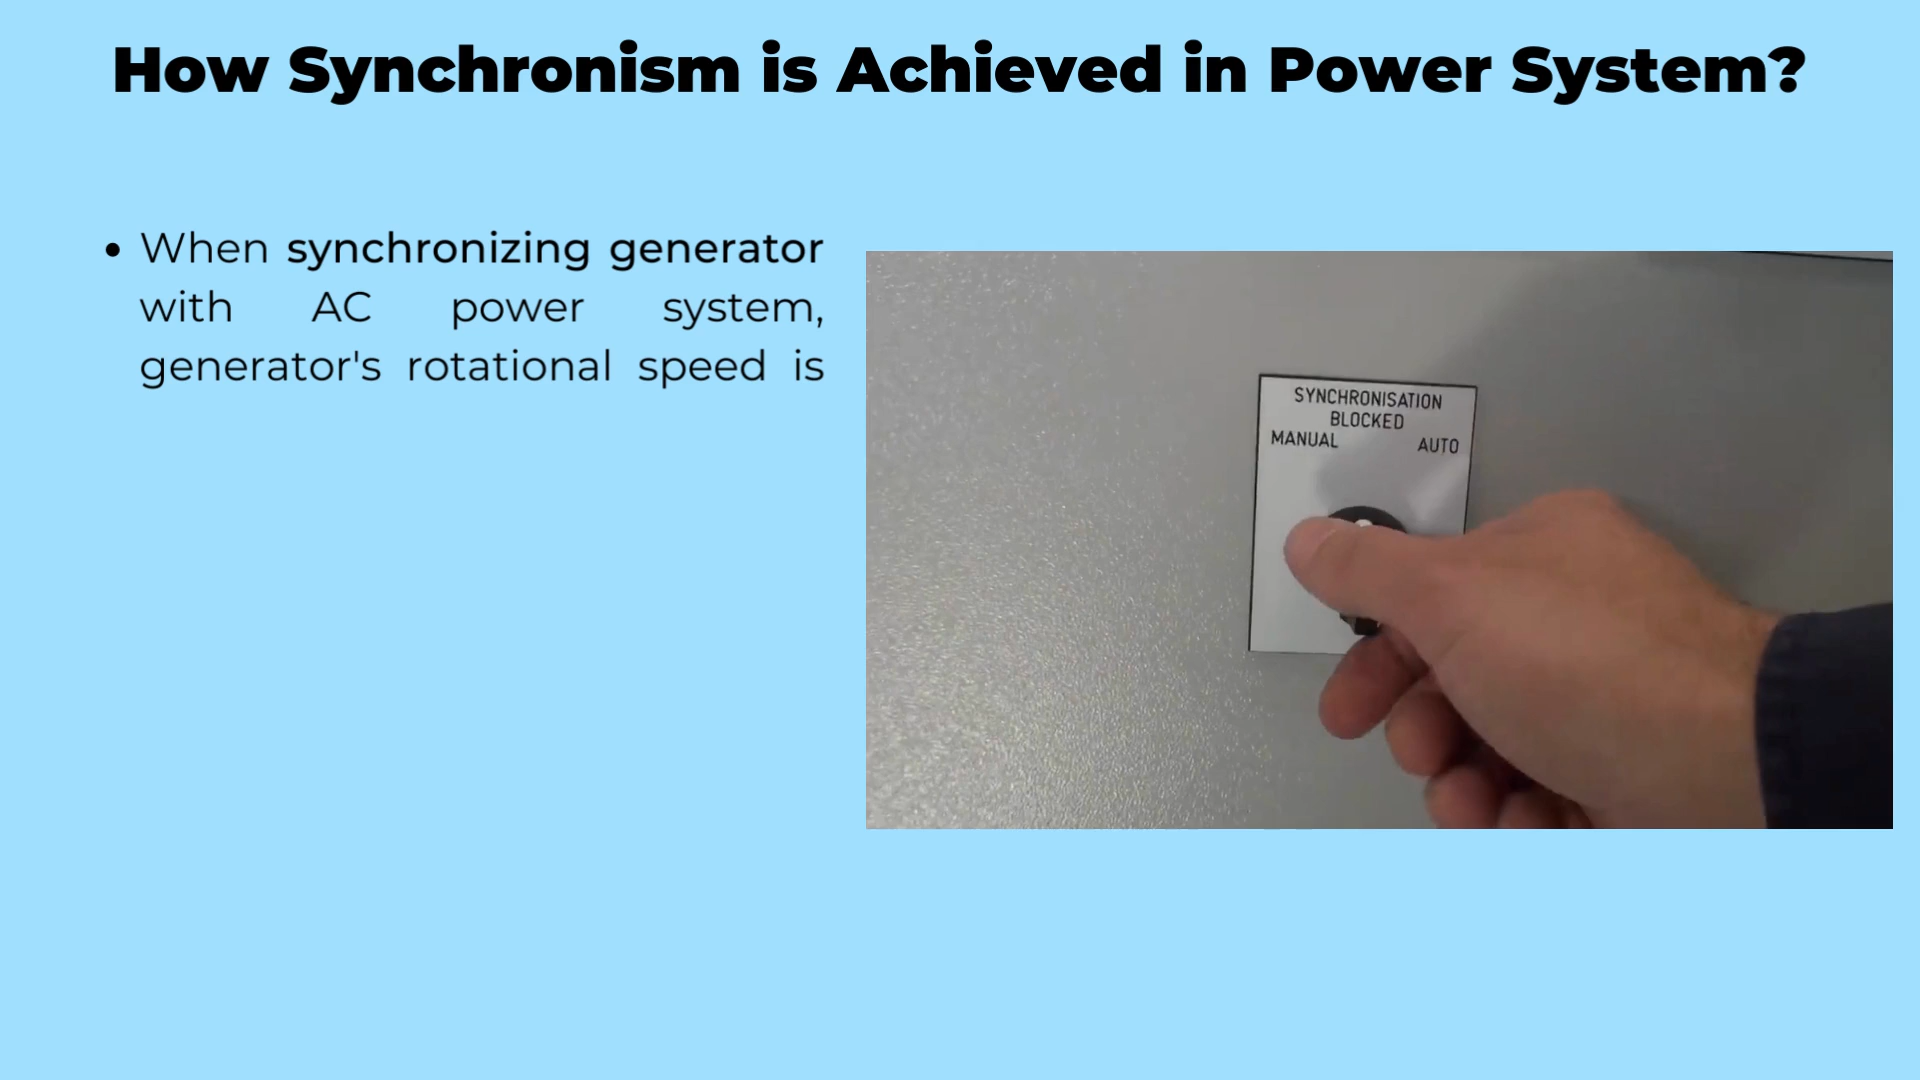 How Synchronism is Achieved in Power System?
• When synchronizing generator
with AC power system,
generator's rotational speed is
SYNCHRONISATION
BLOCKED
MANUAL AUTO